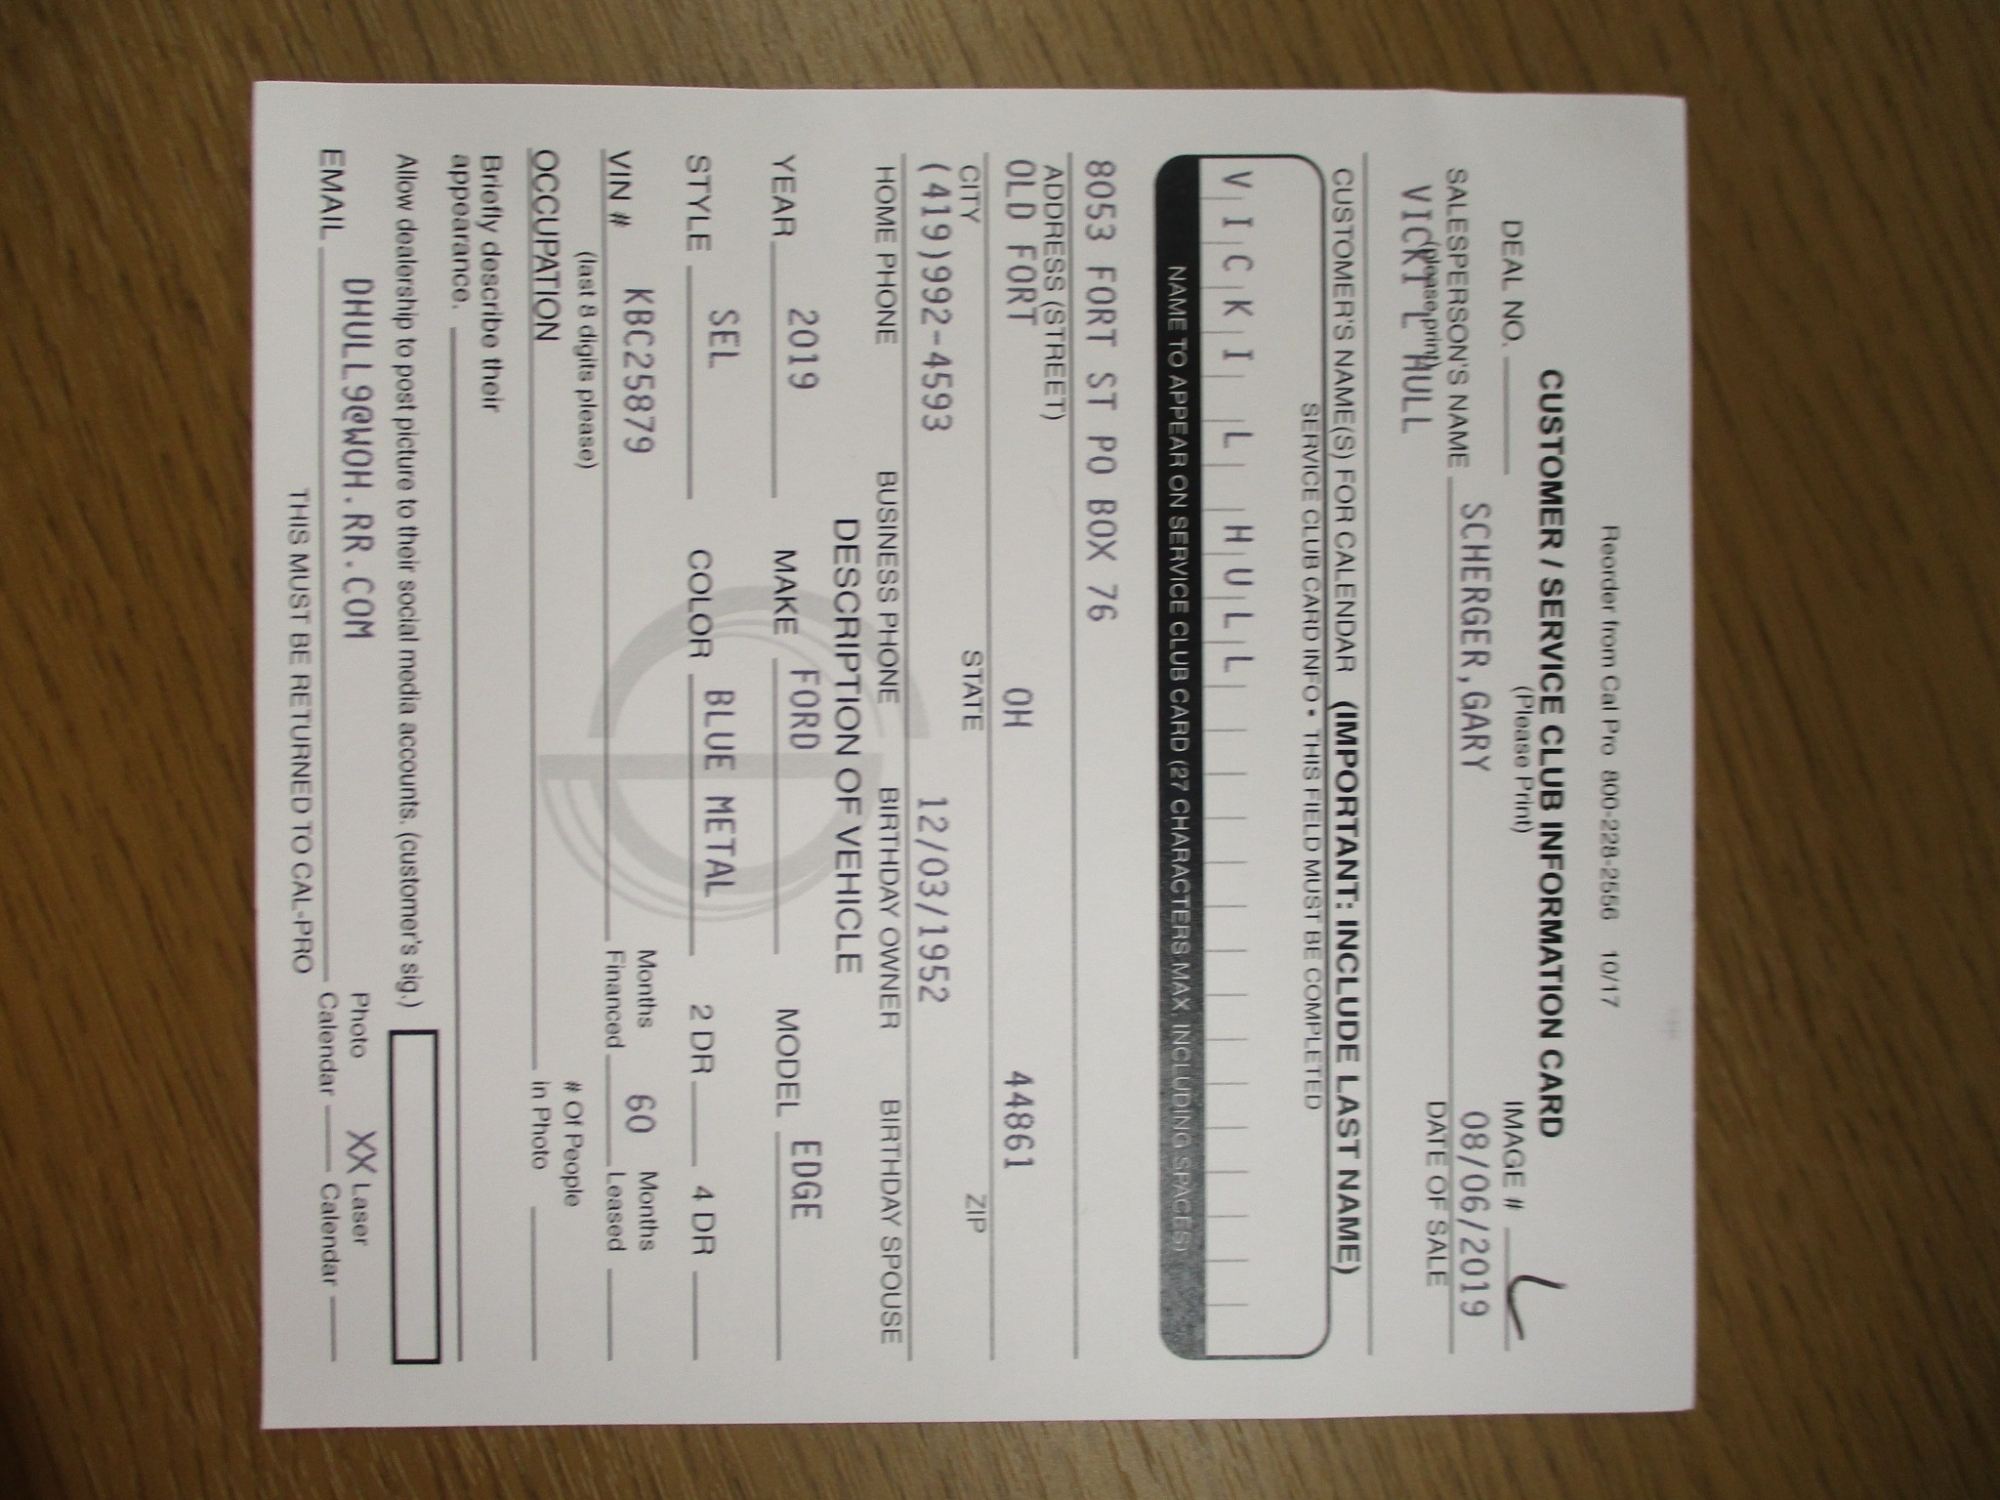 Reorder from Cal Pro 800-228-2556 10/17
CUSTOMER / SERVICE CLUB INFORMATION CARD
(Please Print)
DEAL NO. IMAGE #
SALESPERSON'S NAME SCHERGER,GARY 08/06/2019
(please print) DATE OF SALE
VICKI L HULL
CUSTOMER'S NAME(S) FOR CALENDAR (IMPORTANT: INCLUDE LAST NAME)
SERVICE CLUB CARD INFO • THIS FIELD MUST BE COMPLETED
VICKI L HULL
NAME TO APPEAR ON SERVICE CLUB CARD (27 CHARACTERS MAX, INCLUDING SPACES)
8053 FORT ST PO BOX 76
ADDRESS (STREET)
OLD FORT OH 44861
CITY STATE ZIP
(419)992-4593 12/03/1952
HOME PHONE BUSINESS PHONE BIRTHDAY OWNER BIRTHDAY SPOUSE
DESCRIPTION OF VEHICLE
YEAR 2019 MAKE FORD MODEL EDGE
STYLE SEL COLOR BLUE METAL 2 DR 4 DR
VIN # KBC25879 Months Financed 60 Months Leased
(last 8 digits please)
OCCUPATION # Of People in Photo
Briefly describe their
appearance.
Allow dealership to post picture to their social media accounts. (customer's sig.)
EMAIL DHULL9@WOH.RR.COM Photo Calendar XX Laser Calendar
THIS MUST BE RETURNED TO CAL-PRO